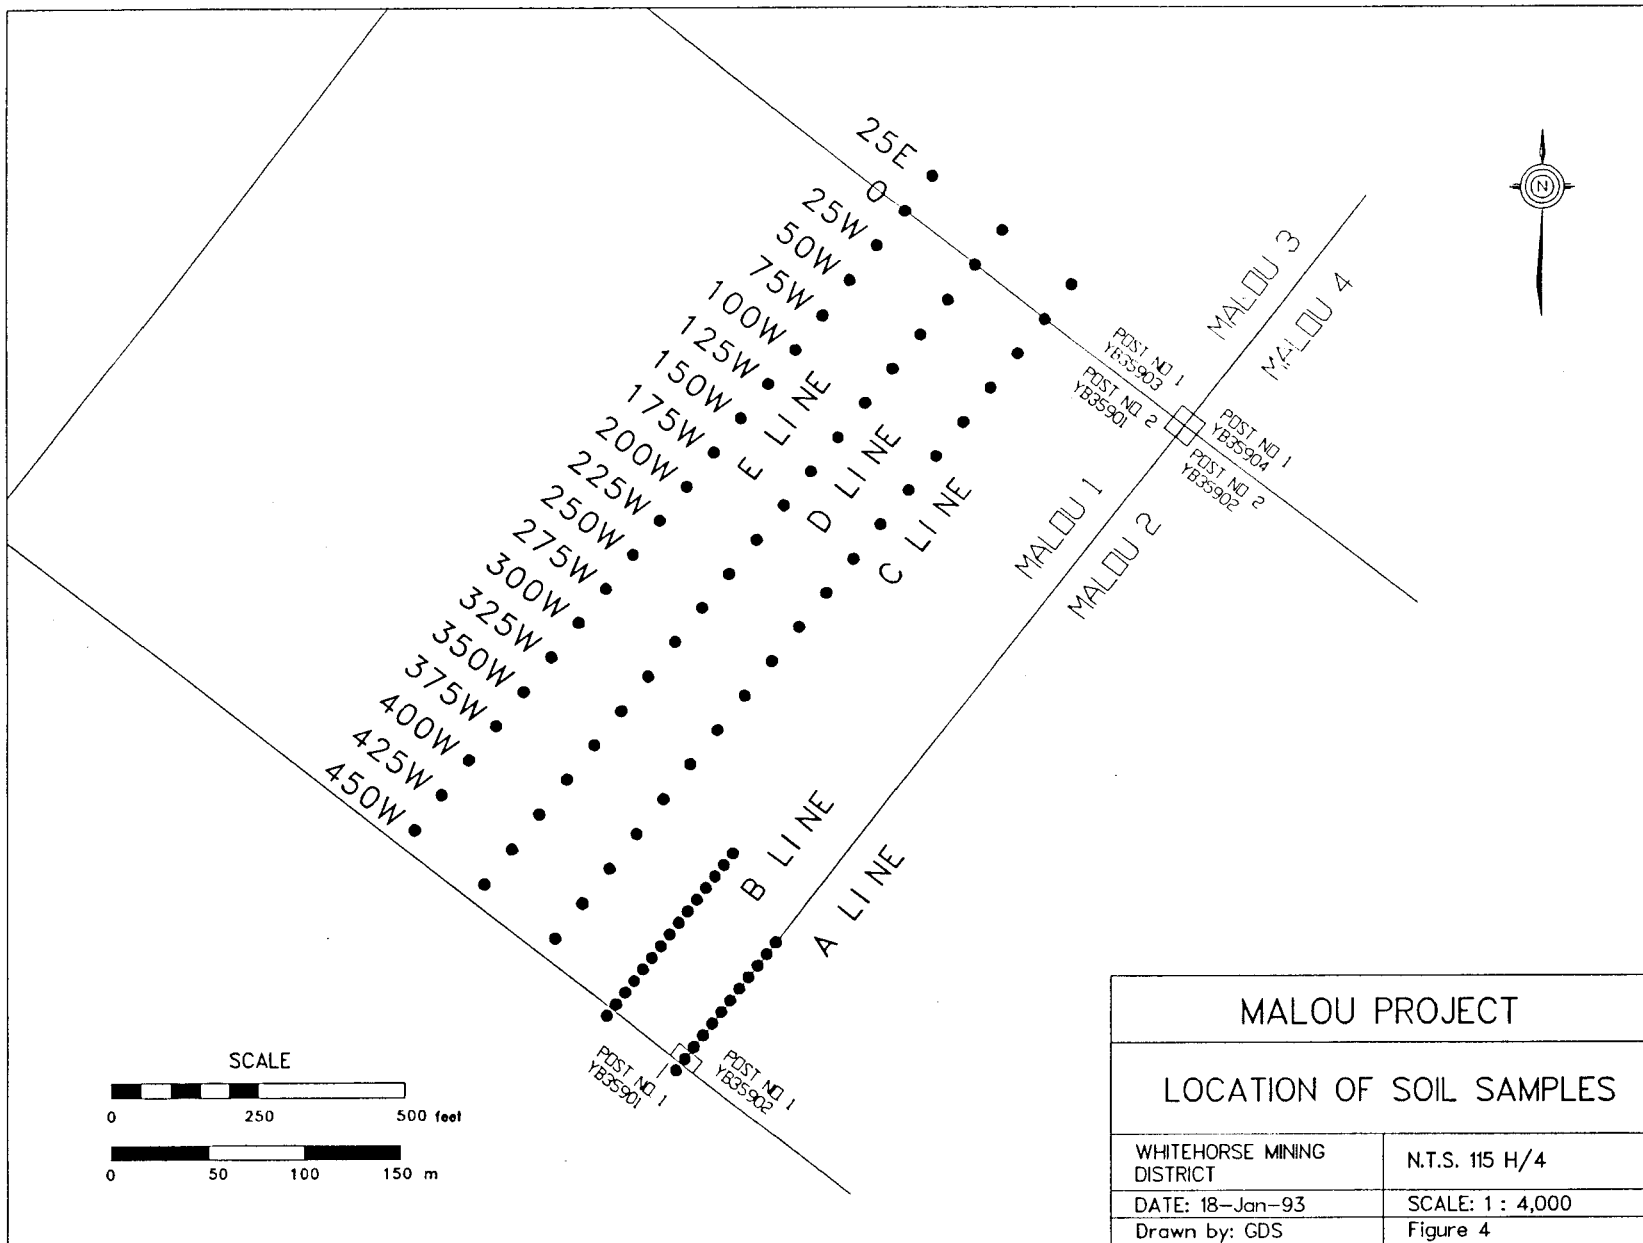 25E
0
25W
50W
75W
100W
125W
150W
175W
200W
225W
250W
275W
300W
325W
350W
375W
400W
425W
450W
E LINE
D LINE
C LINE
B LINE
A LINE
N
MALOU 3
MALOU 4
POST NO 1
YB35903
POST NO. 2
YB35901
POST NO 1
YB35904
POST NO 2
YB35902
MALOU 1
MALOU 2
POST NO. 1
YB35901
POST NO. 1
YB35902
SCALE
0 250 500 feet
0 50 100 150 m
MALOU PROJECT
LOCATION OF SOIL SAMPLES
WHITEHORSE MINING
DISTRICT
N.T.S. 115 H/4
DATE: 18-Jan-93
SCALE: 1 : 4,000
Drawn by: GDS
Figure 4